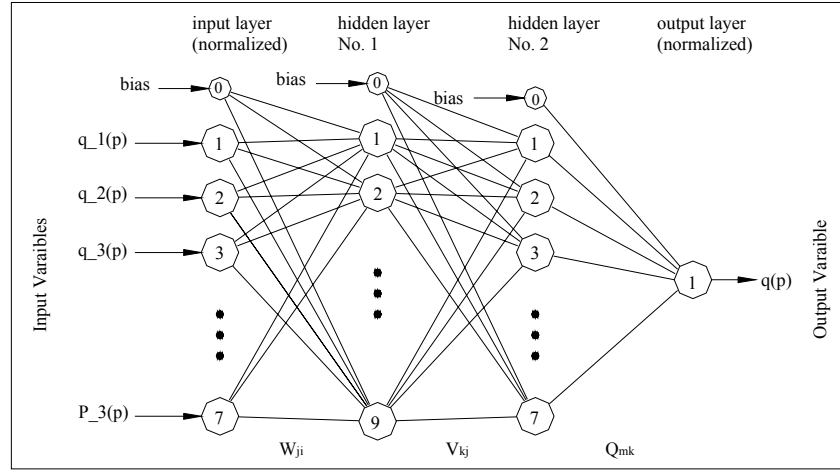 input layer
(normalized)
hidden layer
No. 1
hidden layer
No. 2
output layer
(normalized)
bias
0
bias
0
bias
0
q_1(p)
1
1
1
q_2(p)
2
2
2
q_3(p)
3
3
1
q(p)
P_3(p)
7
9
7
Wji
Vkj
Qmk
Input Varaibles
Output Varaible